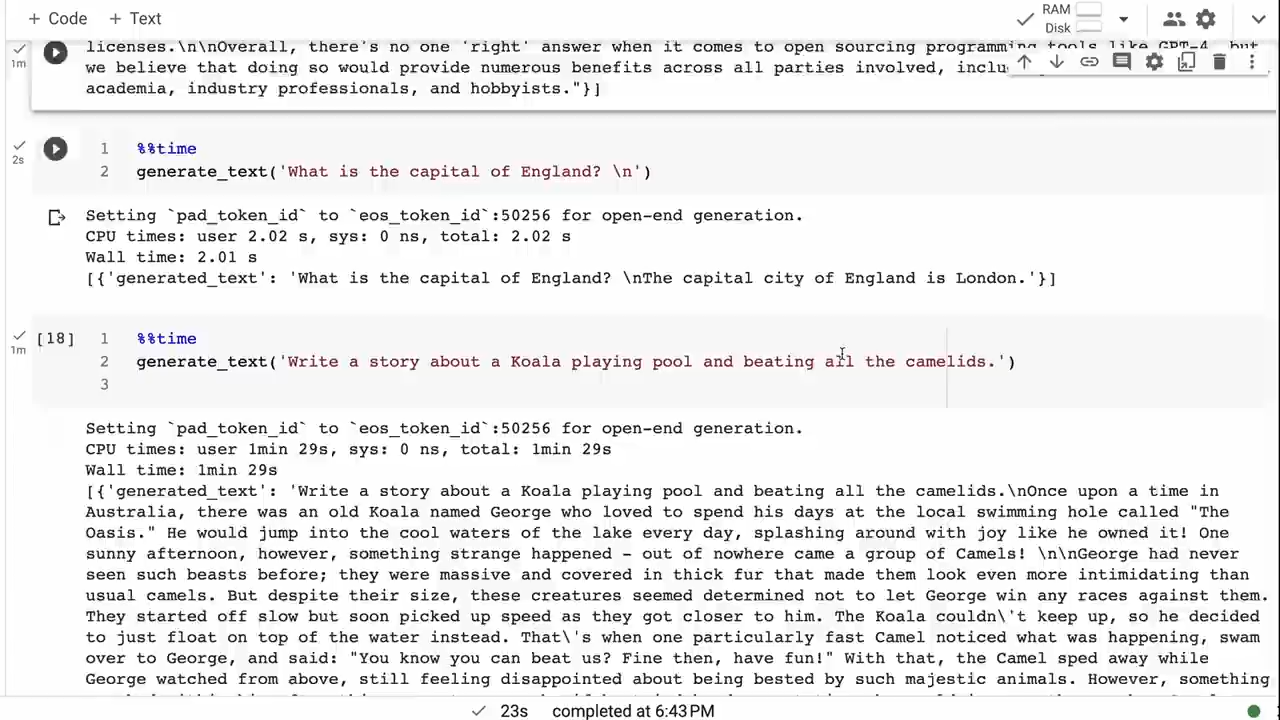 + Code + Text
RAM
Disk
1m
licenses.\n\nOverall, there's no one 'right' answer when it comes to open sourcing programming tools like GPT-4, but
we believe that doing so would provide numerous benefits across all parties involved, inclu
academia, industry professionals, and hobbyists."}]
2s
1 %%time
2 generate_text('What is the capital of England? \n')
Setting `pad_token_id` to `eos_token_id`:50256 for open-end generation.
CPU times: user 2.02 s, sys: 0 ns, total: 2.02 s
Wall time: 2.01 s
[{'generated_text': 'What is the capital of England? \nThe capital city of England is London.'}]
1m
[18] 1 %%time
2 generate_text('Write a story about a Koala playing pool and beating all the camelids.')
3
Setting `pad_token_id` to `eos_token_id`:50256 for open-end generation.
CPU times: user 1min 29s, sys: 0 ns, total: 1min 29s
Wall time: 1min 29s
[{'generated_text': 'Write a story about a Koala playing pool and beating all the camelids.\nOnce upon a time in
Australia, there was an old Koala named George who loved to spend his days at the local swimming hole called "The
Oasis." He would jump into the cool waters of the lake every day, splashing around with joy like he owned it! One
sunny afternoon, however, something strange happened – out of nowhere came a group of Camels! \n\nGeorge had never
seen such beasts before; they were massive and covered in thick fur that made them look even more intimidating than
usual camels. But despite their size, these creatures seemed determined not to let George win any races against them.
They started off slow but soon picked up speed as they got closer to him. The Koala couldn\'t keep up, so he decided
to just float on top of the water instead. That\'s when one particularly fast Camel noticed what was happening, swam
over to George, and said: "You know you can beat us? Fine then, have fun!" With that, the Camel sped away while
George watched from above, still feeling disappointed about being bested by such majestic animals. However, something
23s completed at 6:43 PM